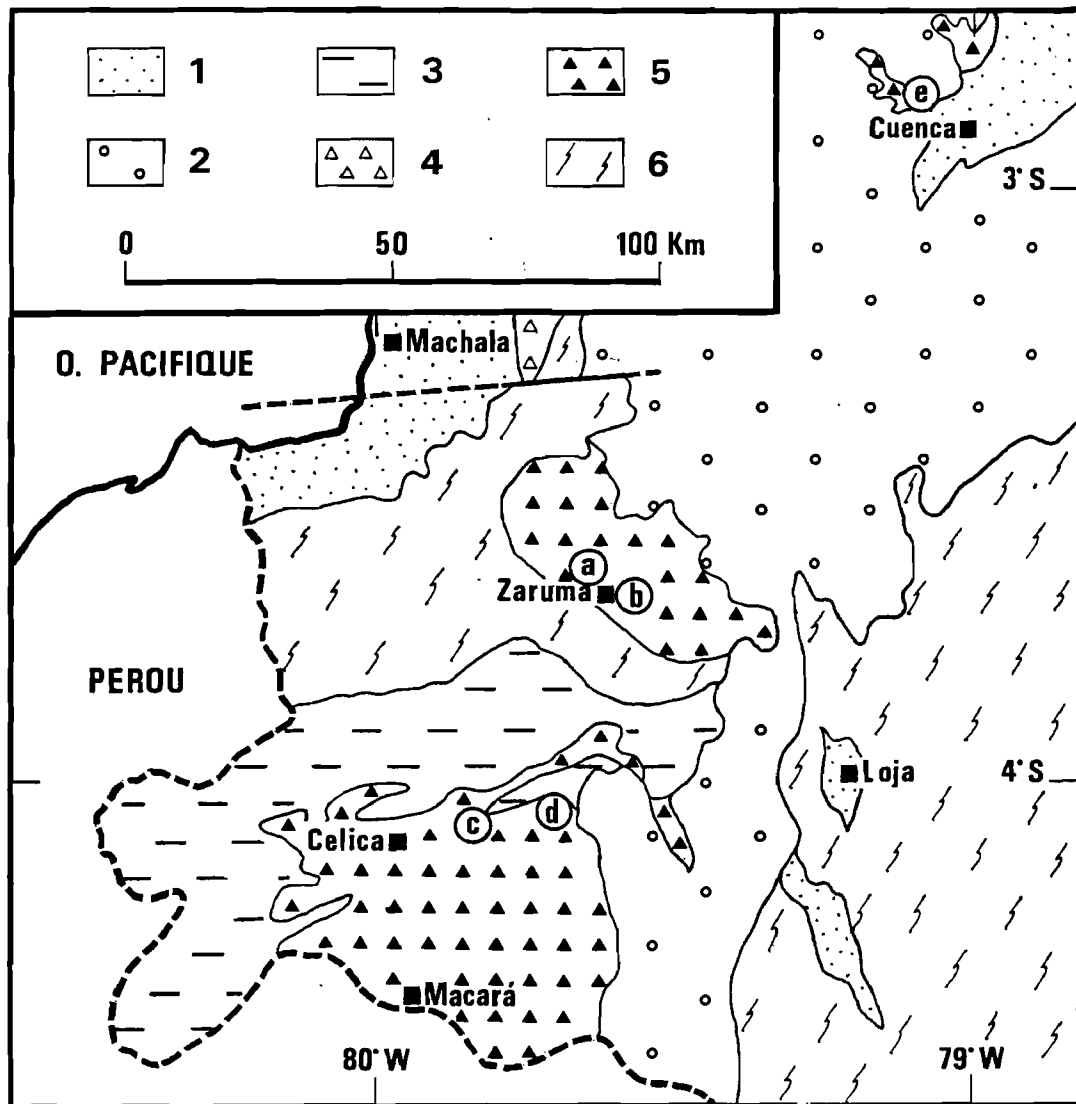 1 3 5
2 4 6
0 50 100 Km
e
Cuenca
3° S
Machala
O. PACIFIQUE
a
Zaruma b
PEROU
Loja 4° S
c d
Celica
Macará
80° W 79° W